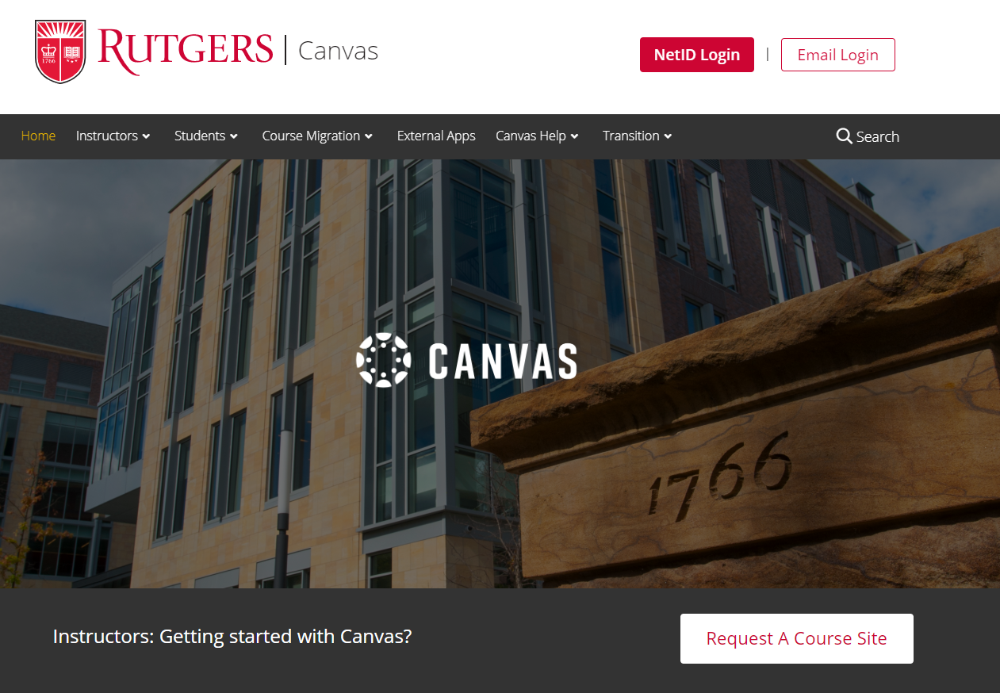 1766
RUTGERS | Canvas
NetID Login | Email Login
Home Instructors Students Course Migration External Apps Canvas Help Transition Search
CANVAS
1766
Instructors: Getting started with Canvas?
Request A Course Site